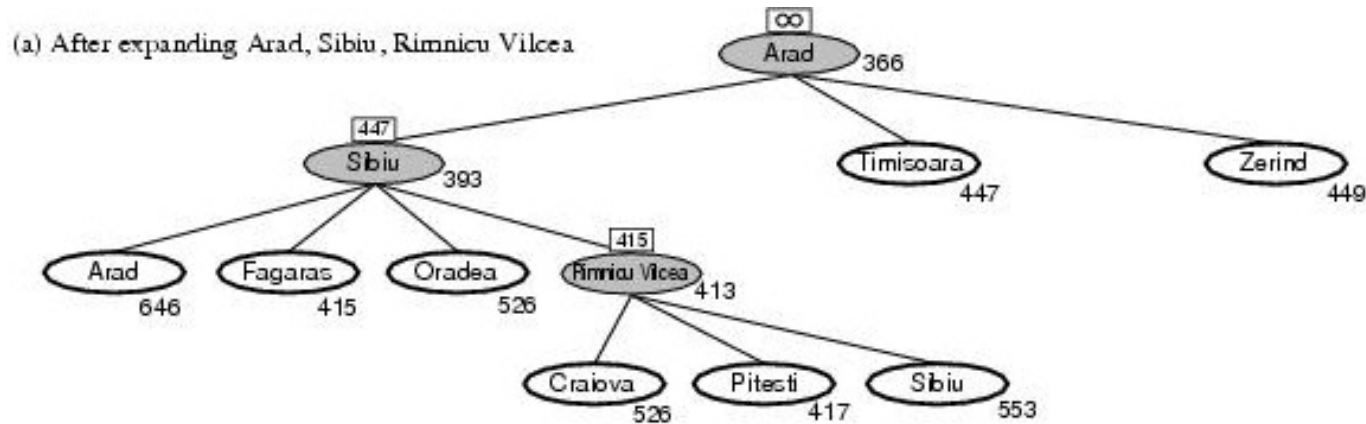 ∞
(a) After expanding Arad, Sibiu, Rimnicu Vilcea
Arad
366
447
Sibiu
393
Timisoara
447
Zerind
449
415
Arad
646
Fagaras
415
Oradea
526
Rimnicu Vilcea
413
Craiova
526
Pitesti
417
Sibiu
553